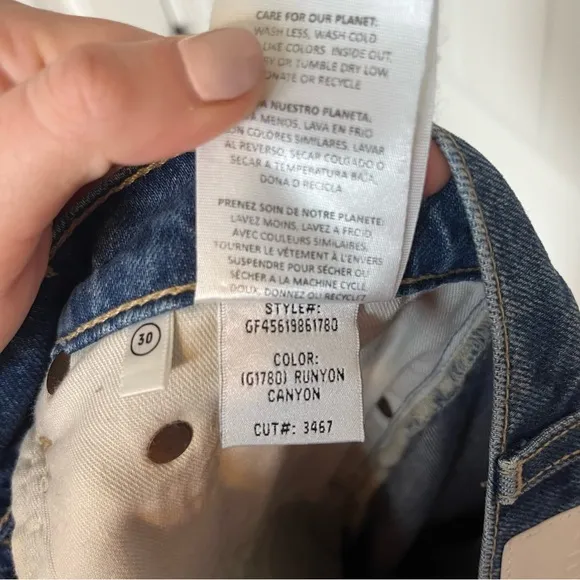 CARE FOR OUR PLANET:
WASH LESS, WASH COLD
LIKE COLORS. INSIDE OUT,
OR TUMBLE DRY LOW,
DONATE OR RECYCLE
A NUESTRO PLANETA:
MENOS, LAVA EN FRIO
CON COLORES SIMILARES, LAVAR
AL REVERSO, SECAR COLGADO O
SECAR A TEMPERATURA BAJA,
DONA O RECICLA
PRENEZ SOIN DE NOTRE PLANETE:
LAVEZ MOINS, LAVEZ A FROID,
AVEC COULEURS SIMILAIRES,
TOURNER LE VÊTEMENT À L'ENVERS
SUSPENDRE POUR SÉCHER OU
SÉCHER A LA MACHINE CYCLE
DOUX, DONNEZ OU RECYCLEZ
STYLE#:
GF45619861780
COLOR:
(G1780) RUNYON
CANYON
CUT#: 3467
30